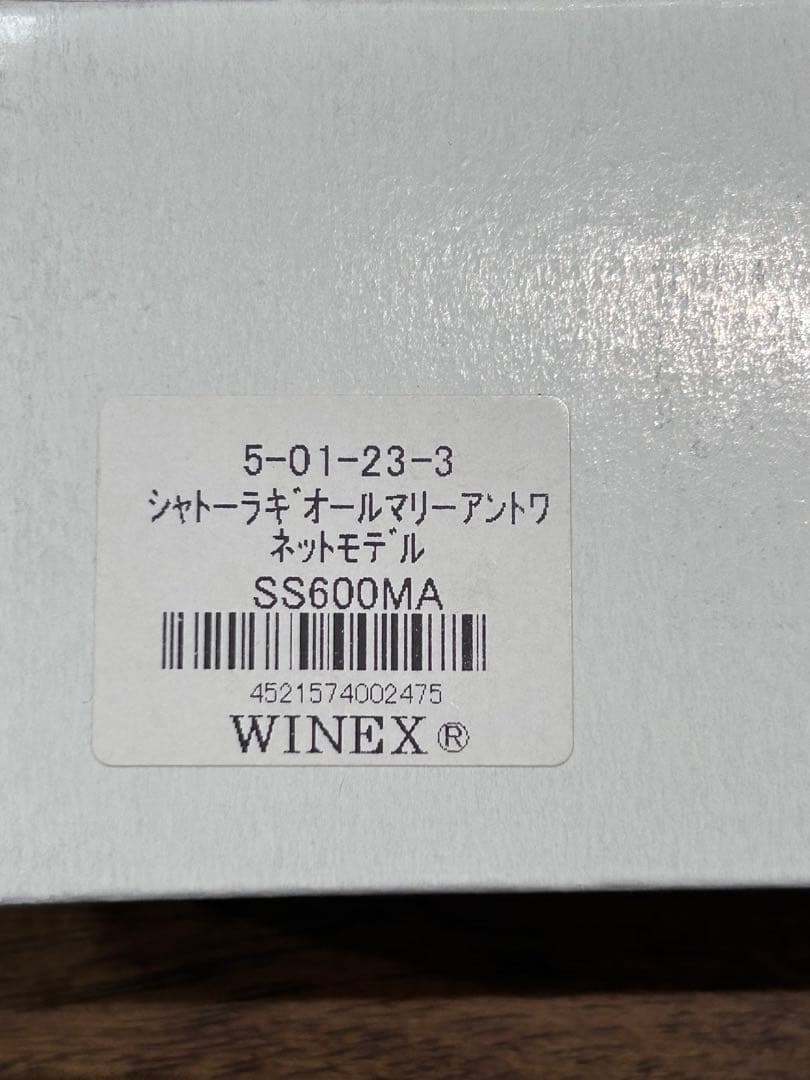 5-01-23-3
シャトーラギオールマリーアントワ
ネットモデル
SS600MA
4521574002475
WINEX®